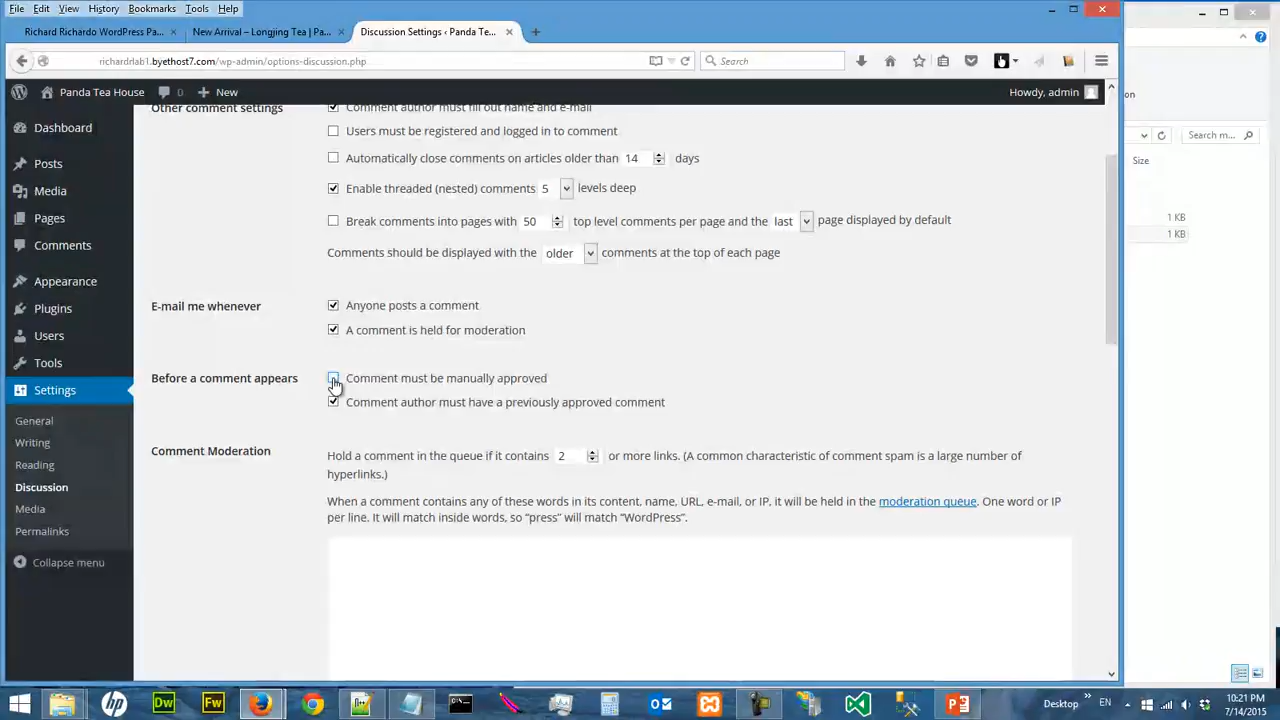 File Edit View History Bookmarks Tools Help
Richard Richardo WordPress Pa... × New Arrival – Longjing Tea | Pa... × Discussion Settings ‹ Panda Te... × +
richardrlab1.byethost7.com/wp-admin/options-discussion.php Search
Panda Tea House 0 + New Howdy, admin
on
Search m...
Size
1 KB
1 KB
Dashboard
Posts
Media
Pages
Comments
Appearance
Plugins
Users
Tools
Settings
General
Writing
Reading
Discussion
Media
Permalinks
Collapse menu
Other comment settings Comment author must fill out name and e-mail
Users must be registered and logged in to comment
Automatically close comments on articles older than 14 days
Enable threaded (nested) comments 5 levels deep
Break comments into pages with 50 top level comments per page and the last page displayed by default
Comments should be displayed with the older comments at the top of each page
E-mail me whenever Anyone posts a comment
A comment is held for moderation
Before a comment appears Comment must be manually approved
Comment author must have a previously approved comment
Comment Moderation Hold a comment in the queue if it contains 2 or more links. (A common characteristic of comment spam is a large number of
hyperlinks.)
When a comment contains any of these words in its content, name, URL, e-mail, or IP, it will be held in the moderation queue. One word or IP
per line. It will match inside words, so “press” will match “WordPress”.
hp Dw Fw Desktop » EN 10:21 PM
7/14/2015